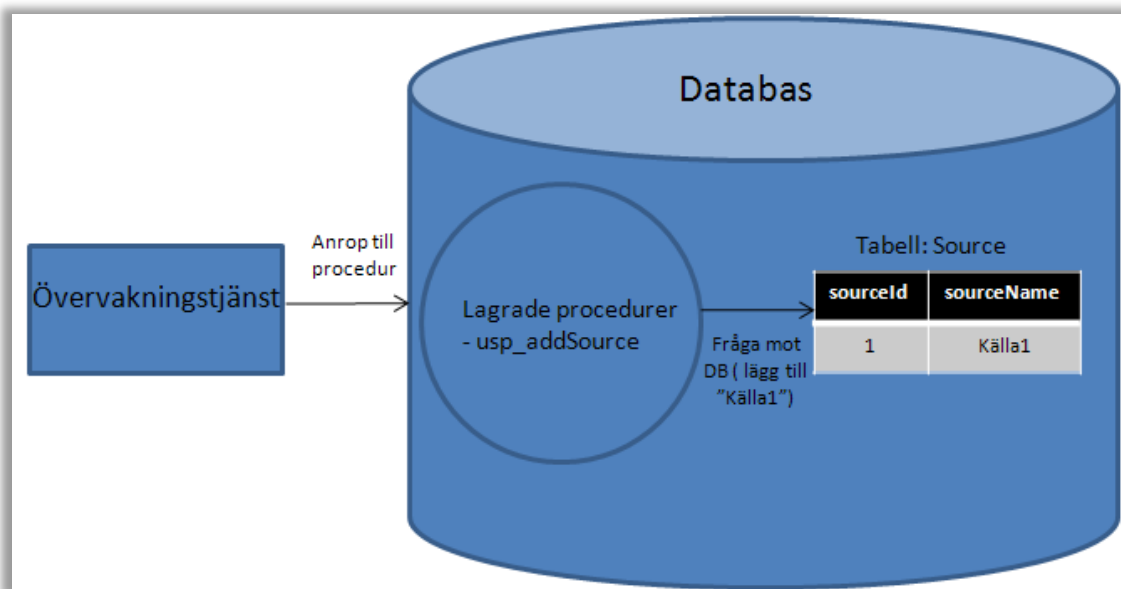 Databas
Övervakningstjänst
Anrop till
procedur
Lagrade procedurer
- usp_addSource
Fråga mot
DB ( lägg till
”Källa1”)
Tabell: Source
sourceId sourceName
1 Källa1